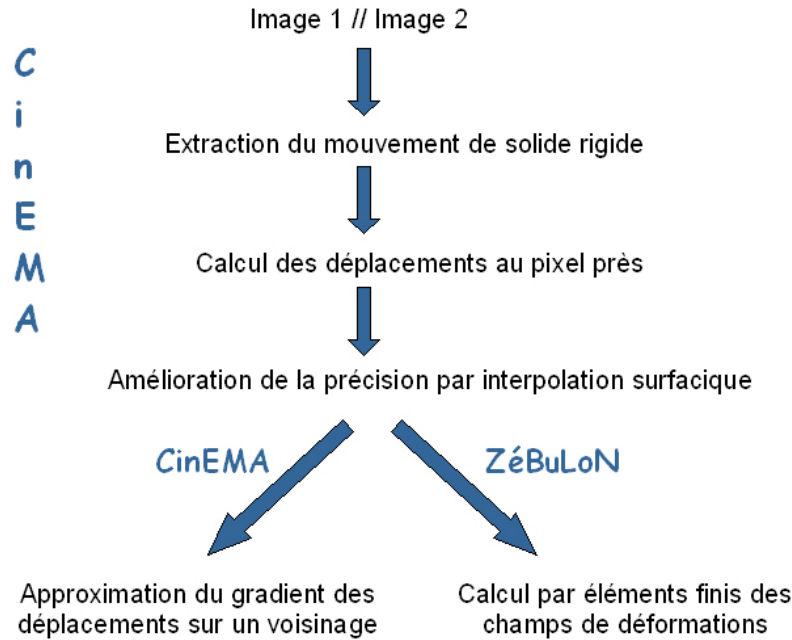 Image 1 // Image 2
C
i
n
E
M
A
Extraction du mouvement de solide rigide
Calcul des déplacements au pixel près
Amélioration de la précision par interpolation surfacique
CinEMA
ZéBuLoN
Approximation du gradient des
déplacements sur un voisinage
Calcul par éléments finis des
champs de déformations